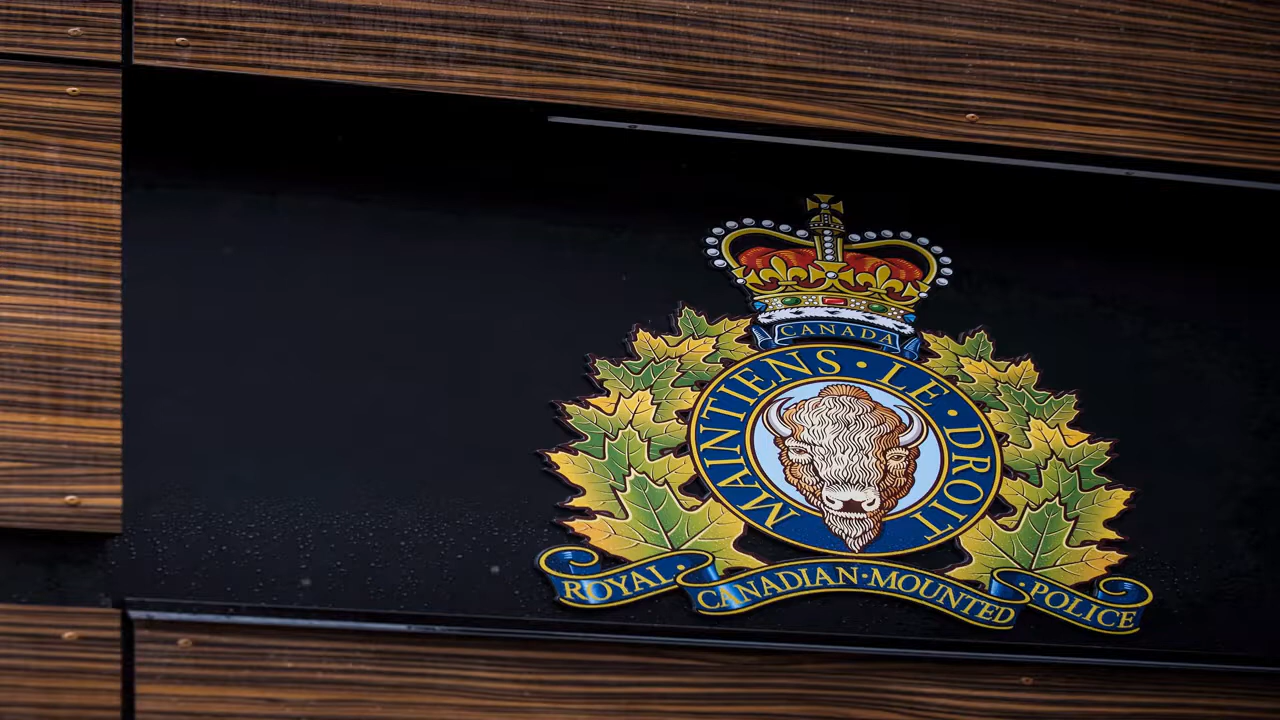 CANADA
MAINTIENS · LE · DROIT
ROYAL · CANADIAN · MOUNTED · POLICE